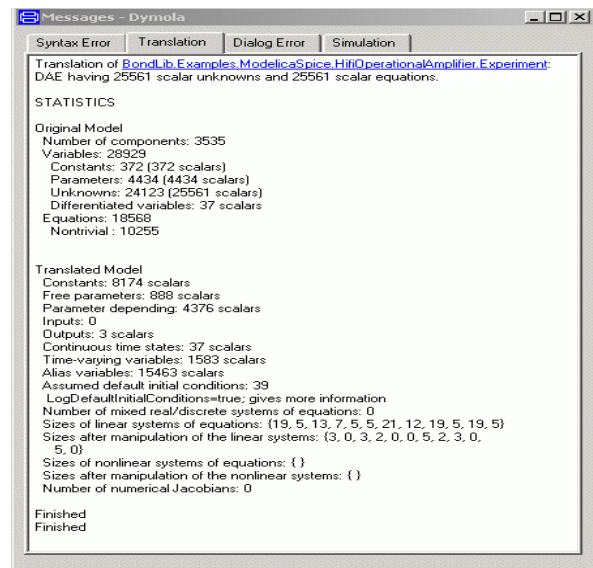 Messages - Dymola
Syntax Error Translation Dialog Error Simulation
Translation of BondLib.Examples.ModelicaSpice.HifiOperationalAmplifier.Experiment:
DAE having 25561 scalar unknowns and 25561 scalar equations.
STATISTICS
Original Model
Number of components: 3535
Variables: 28929
Constants: 372 (372 scalars)
Parameters: 4434 (4434 scalars)
Unknowns: 24123 (25561 scalars)
Differentiated variables: 37 scalars
Equations: 18568
Nontrivial : 10255
Translated Model
Constants: 8174 scalars
Free parameters: 888 scalars
Parameter depending: 4376 scalars
Inputs: 0
Outputs: 3 scalars
Continuous time states: 37 scalars
Time-varying variables: 1583 scalars
Alias variables: 15463 scalars
Assumed default initial conditions: 39
LogDefaultInitialConditions=true; gives more information
Number of mixed real/discrete systems of equations: 0
Sizes of linear systems of equations: {19, 5, 13, 7, 5, 5, 21, 12, 19, 5, 19, 5}
Sizes after manipulation of the linear systems: {3, 0, 3, 2, 0, 0, 5, 2, 3, 0,
5, 0}
Sizes of nonlinear systems of equations: { }
Sizes after manipulation of the nonlinear systems: { }
Number of numerical Jacobians: 0
Finished
Finished